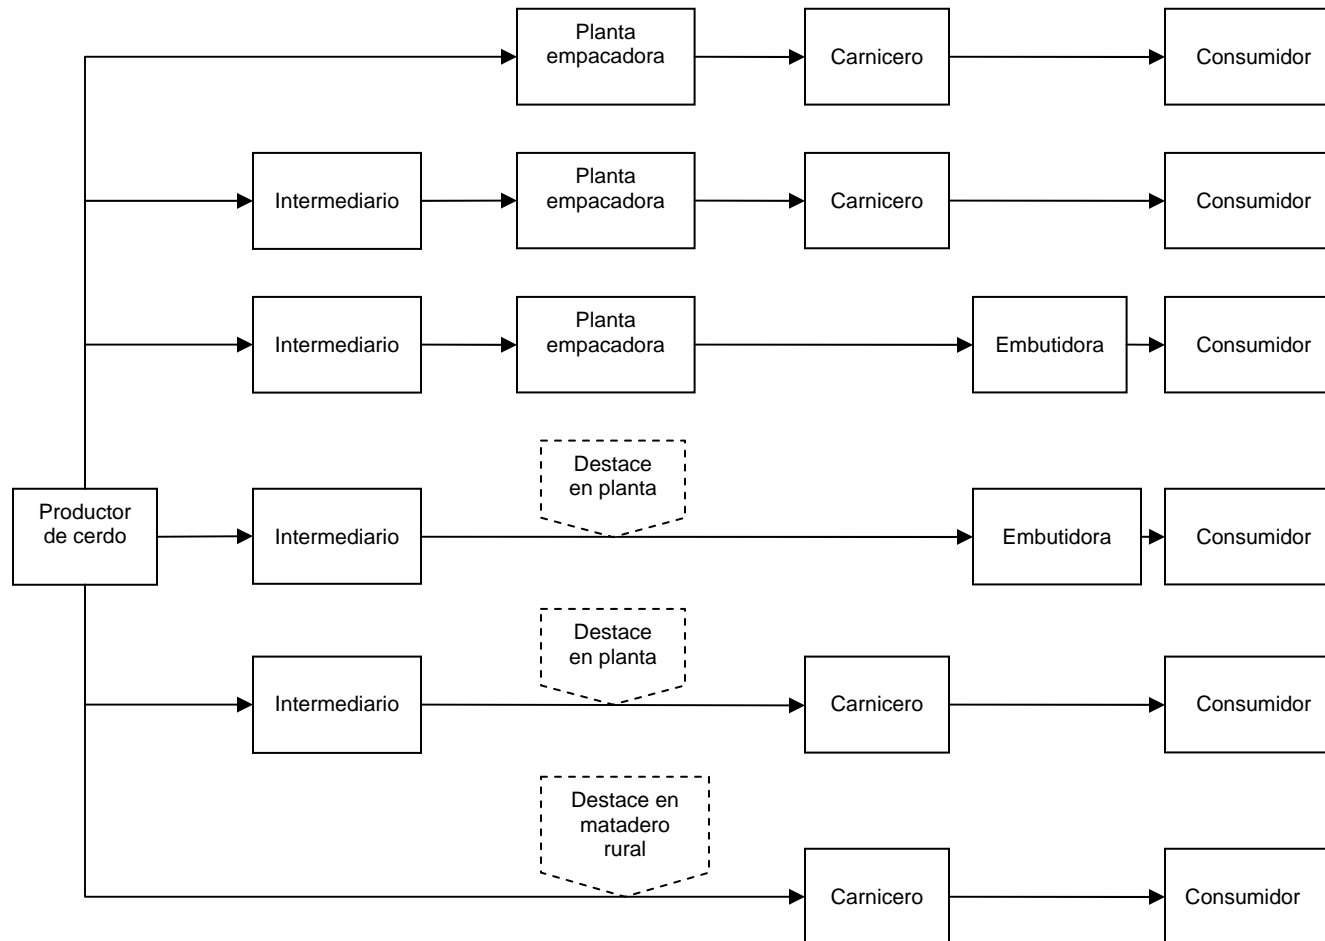 Planta
empacadora
Carnicero
Consumidor
Intermediario
Planta
empacadora
Carnicero
Consumidor
Intermediario
Planta
empacadora
Embutidora
Consumidor
Productor
de cerdo
Intermediario
Destace
en planta
Embutidora
Consumidor
Intermediario
Destace
en planta
Carnicero
Consumidor
Destace en
matadero
rural
Carnicero
Consumidor